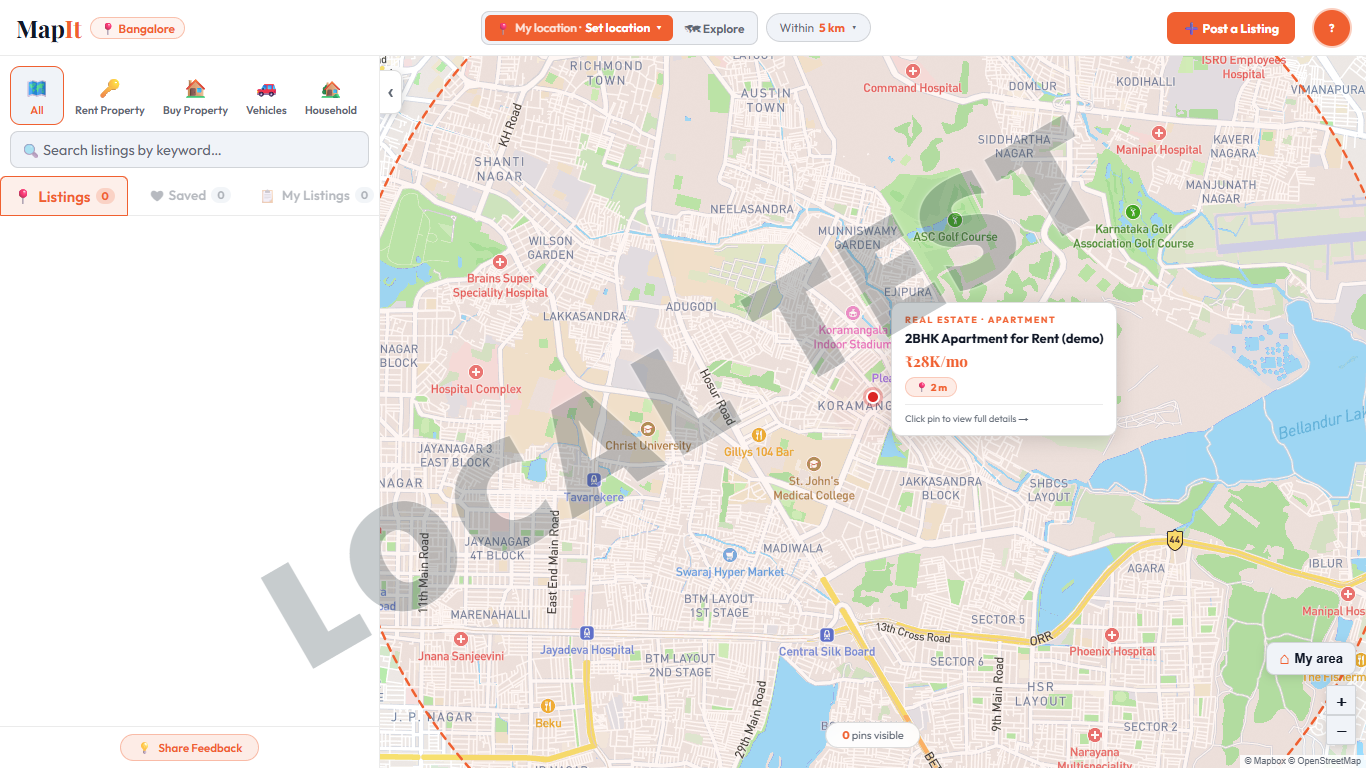 MapIt
Bangalore
My location · Set location
Explore
Within 5 km
Post a Listing
?
All
Rent Property
Buy Property
Vehicles
Household
Search listings by keyword...
Listings 0
Saved 0
My Listings 0
Share Feedback
LOCAL TEST
RICHMOND
TOWN
KH Road
AUSTIN
TOWN
Command Hospital
DOMLUR
KODIHALLI
ISRO Employees
Hospital
VIMANAPURA
SHANTI
NAGAR
SIDDHARTHA
NAGAR
Manipal Hospital
KAVERI
NAGARA
MANJUNATH
NAGAR
NEELASANDRA
MUNNISWAMY
GARDEN
ASC Golf Course
Karnataka Golf
Association Golf Course
WILSON
GARDEN
Brains Super
Speciality Hospital
LAKKASANDRA
ADUGODI
EJIPURA
Koramangala
Indoor Stadium
REAL ESTATE · APARTMENT
2BHK Apartment for Rent (demo)
₹28K/mo
2 m
Click pin to view full details →
NAGAR
BLOCK
Hospital Complex
Hosur Road
KORAMANG
Bellandur Lak
Christ University
Gillys 104 Bar
JAYANAGAR 3
EAST BLOCK
NAGAR
Tavarekere
St. John's
Medical College
JAKKASANDRA
BLOCK
SHBCS
LAYOUT
11th Main Road
JAYANAGAR
4T BLOCK
East End Main Road
MADIWALA
Swaraj Hyper Market
44
AGARA
IBLUR
BTM LAYOUT
1ST STAGE
MARENAHALLI
13th Cross Road
SECTOR 5
ORR
Manipal Hos
Jnana Sanjeevini
Jayadeva Hospital
Central Silk Board
Phoenix Hospital
BTM LAYOUT
2ND STAGE
SECTOR 6
9th Main Road
My area
The Fisherm
HSR
LAYOUT
J. P. NAGAR
Beku
29th Main Road
0 pins visible
SECTOR 2
Narayana
Multispeciality
+
−
© Mapbox © OpenStreetMap